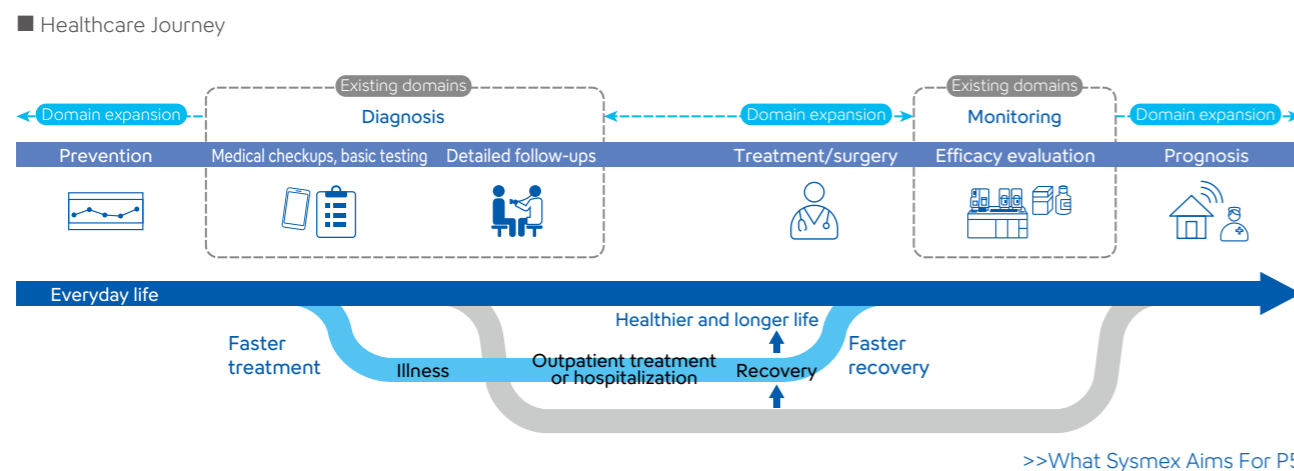 ■ Healthcare Journey
Existing domains
Existing domains
Domain expansion
Diagnosis
Domain expansion
Monitoring
Domain expansion
Prevention
Medical checkups, basic testing
Detailed follow-ups
Treatment/surgery
Efficacy evaluation
Prognosis
Everyday life
Healthier and longer life
Faster
treatment
Faster
recovery
Illness
Outpatient treatment
or hospitalization
Recovery
>>What Sysmex Aims For P5